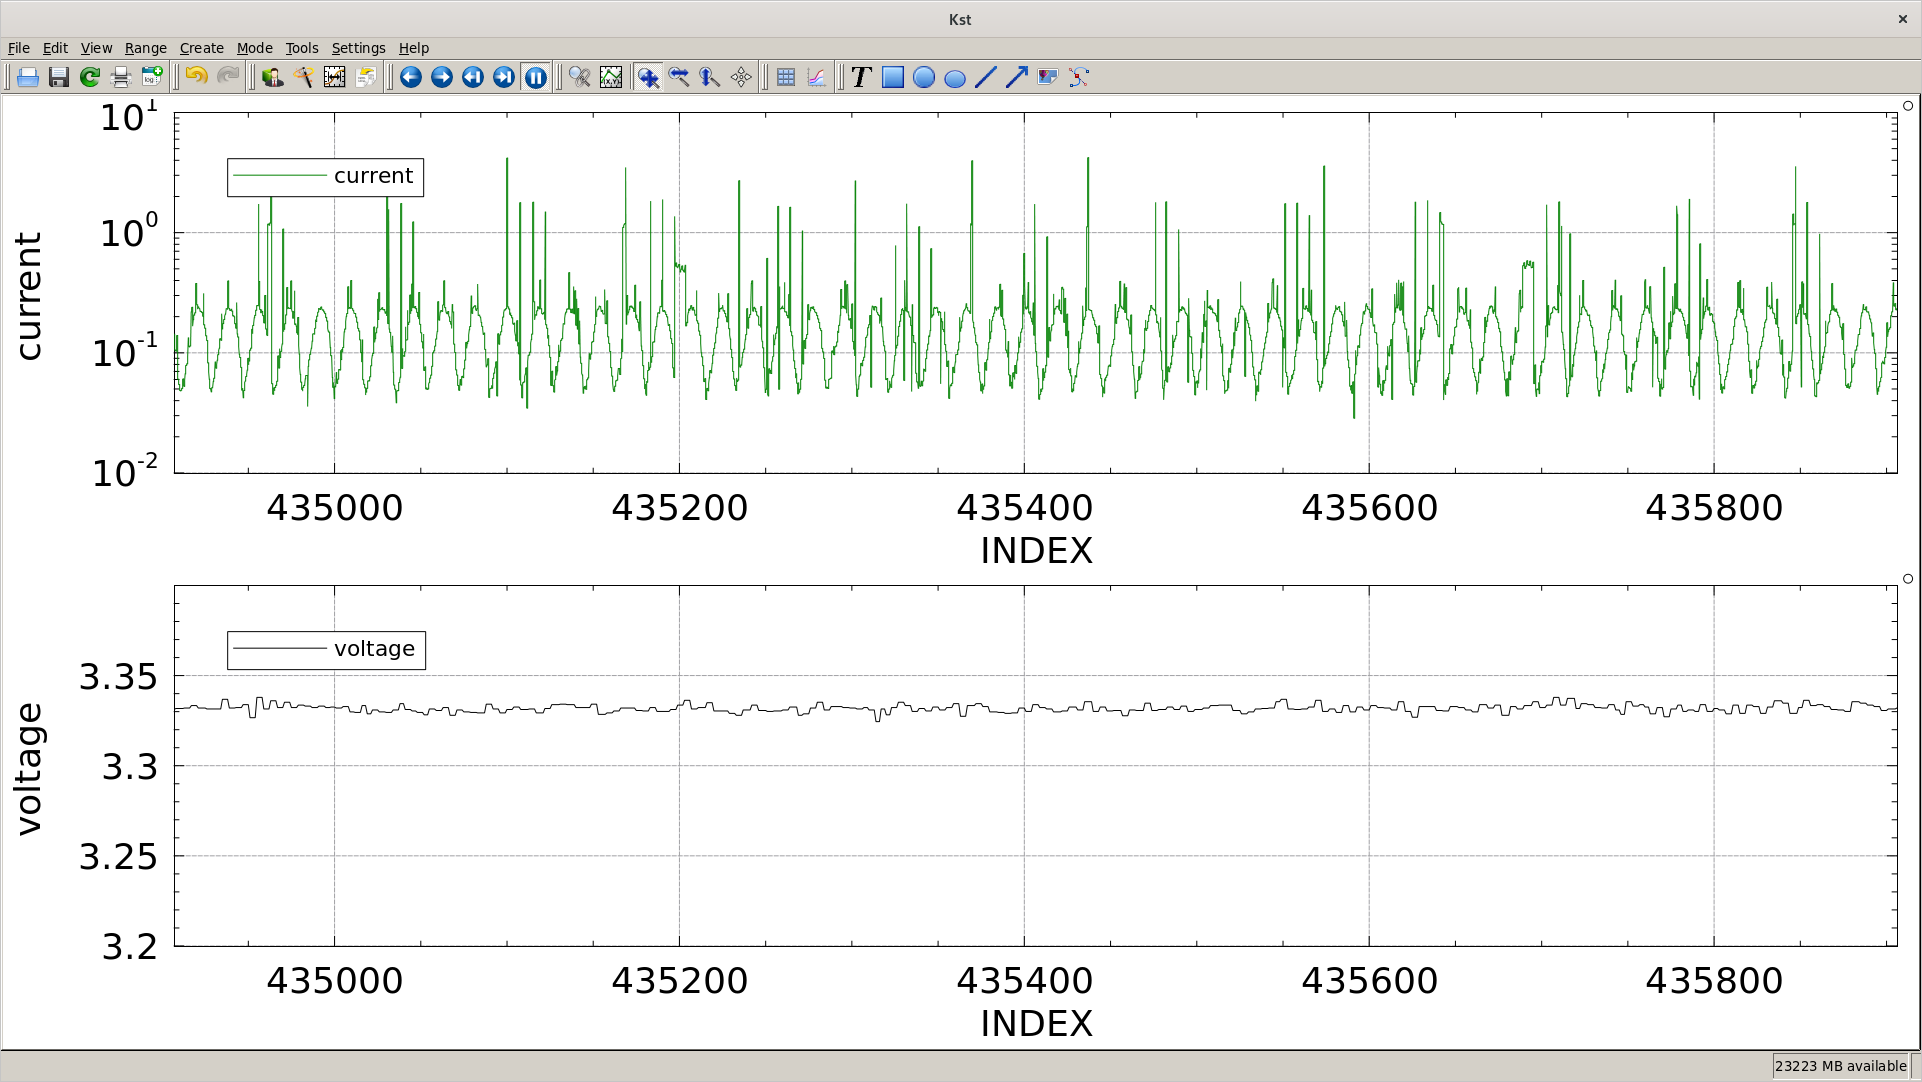 Kst
File Edit View Range Create Mode Tools Settings Help
10^1
10^0
10^-1
10^-2
current
current
435000 435200 435400 435600 435800
INDEX
3.35
3.3
3.25
3.2
voltage
voltage
435000 435200 435400 435600 435800
INDEX
23223 MB available